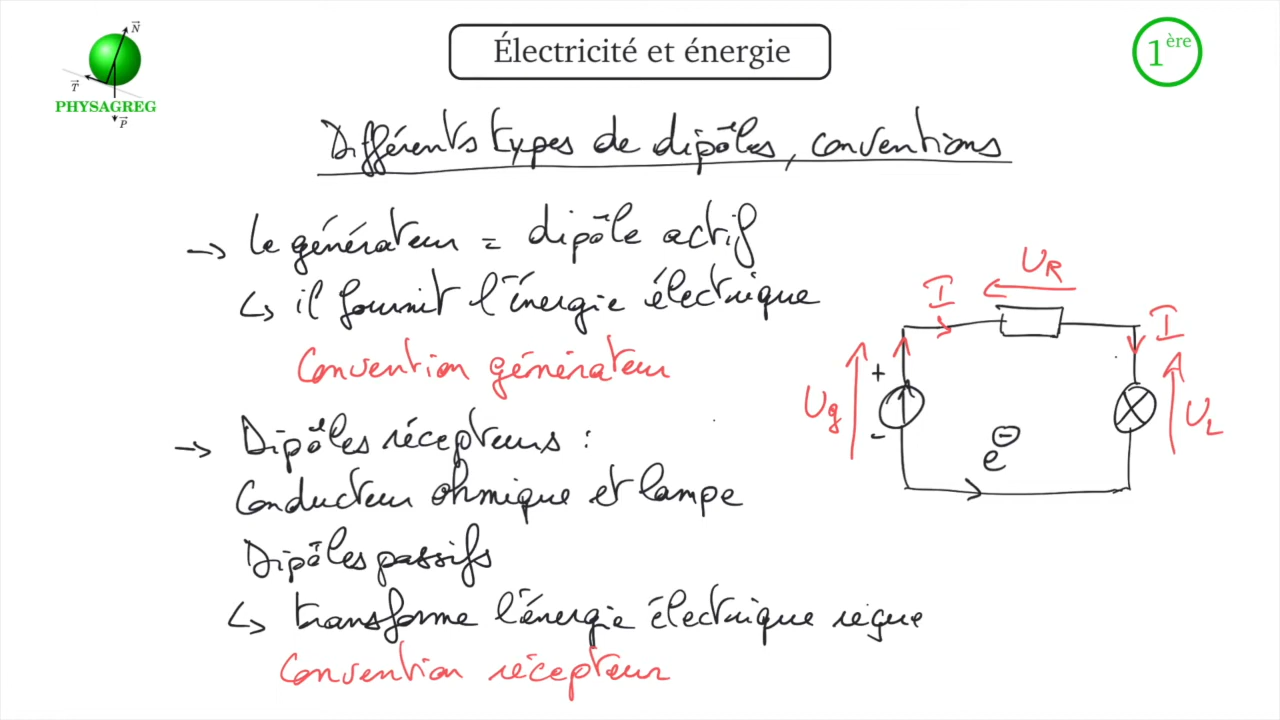 N
T
PHYSAGREG
P
Électricité et énergie
1ère
Différents types de dipôles, conventions
→ Le générateur = dipôle actif
↳ il fournit l'énergie électrique
Convention générateur
→ Dipôles récepteurs :
Conducteur ohmique et lampe
Dipôles passifs
↳ transforme l'énergie électrique reçue
Convention récepteur
UR
I
I
+
Ug
-
UL
e⊖